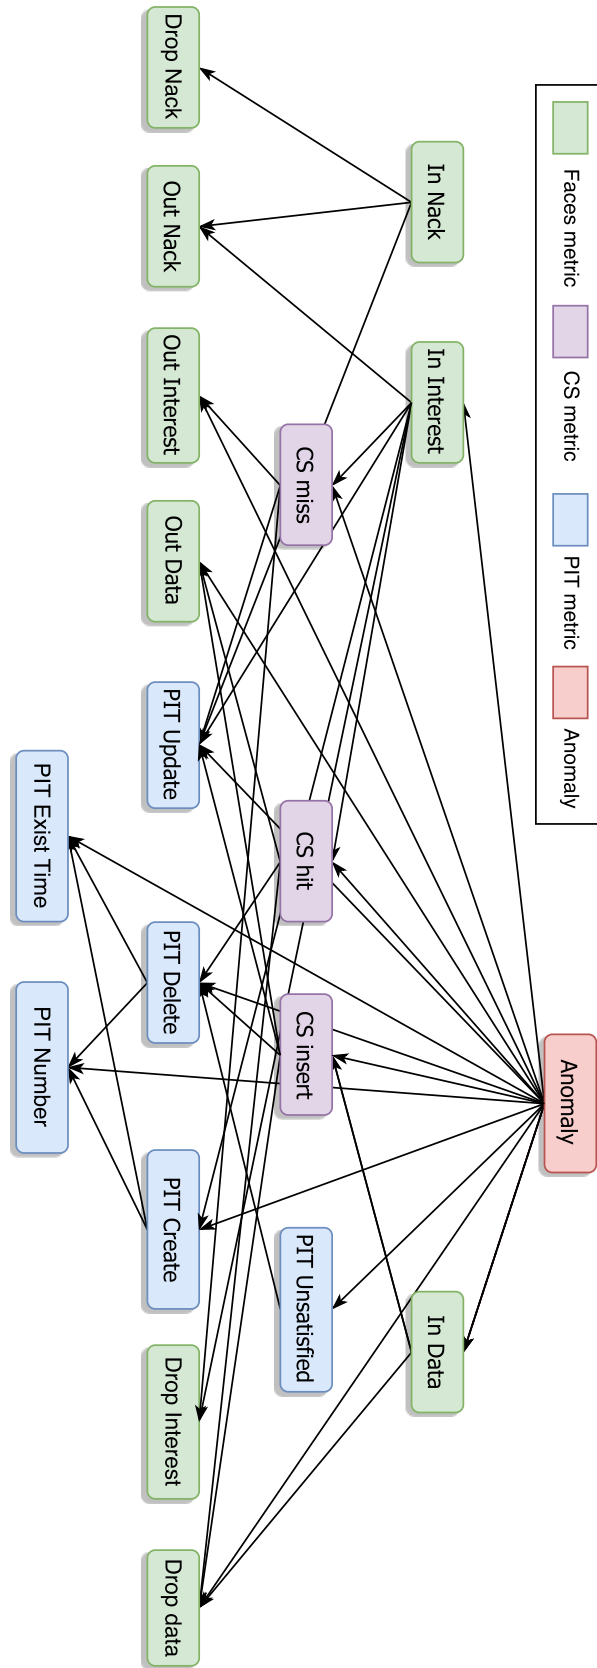 Faces metric
CS metric
PIT metric
Anomaly
Anomaly
In Nack
In Interest
In Data
CS miss
CS hit
CS insert
PIT Unsatisfied
Drop Nack
Out Nack
Out Interest
Out Data
PIT Update
PIT Delete
PIT Create
Drop Interest
Drop data
PIT Exist Time
PIT Number